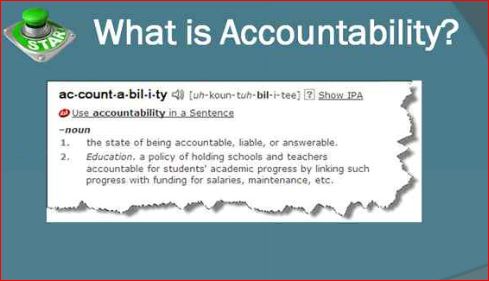 START
What is Accountability?
ac·count·a·bil·i·ty [uh-koun-tuh-bil-i-tee] ? Show IPA
Use accountability in a Sentence
–noun
1. the state of being accountable, liable, or answerable.
2. Education. a policy of holding schools and teachers
accountable for students' academic progress by linking such
progress with funding for salaries, maintenance, etc.